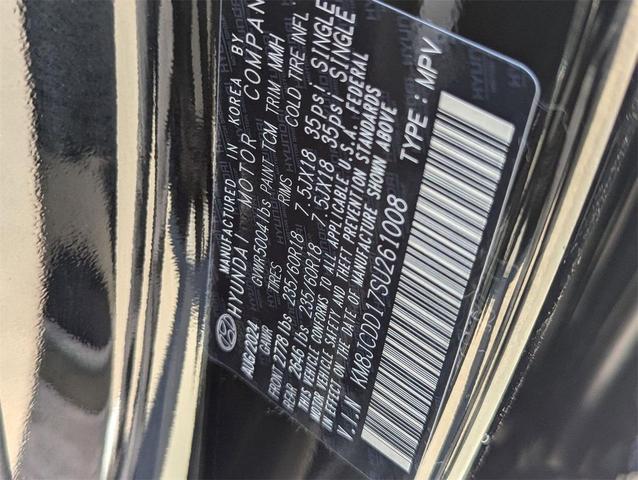 MANUFACTURED IN KOREA BY
HYUNDAI MOTOR COMPAN
AUG/2024 GVWR 5004 lbs PAINT TCM TRIM MMH
GAWR TIRES RIMS COLD TIRE INFL
FRONT 2778 lbs 235/60R18 7.5JX18 35psi SINGLE
REAR 2646 lbs 235/60R18 7.5JX18 35psi SINGLE
THIS VEHICLE CONFORMS TO ALL APPLICABLE U.S.A. FEDERAL
MOTOR VEHICLE SAFETY AND THEFT PREVENTION STANDARDS
IN EFFECT ON THE DATE OF MANUFACTURE SHOWN ABOVE
V.I.N KM8JCDD17SU261008 TYPE : MPV